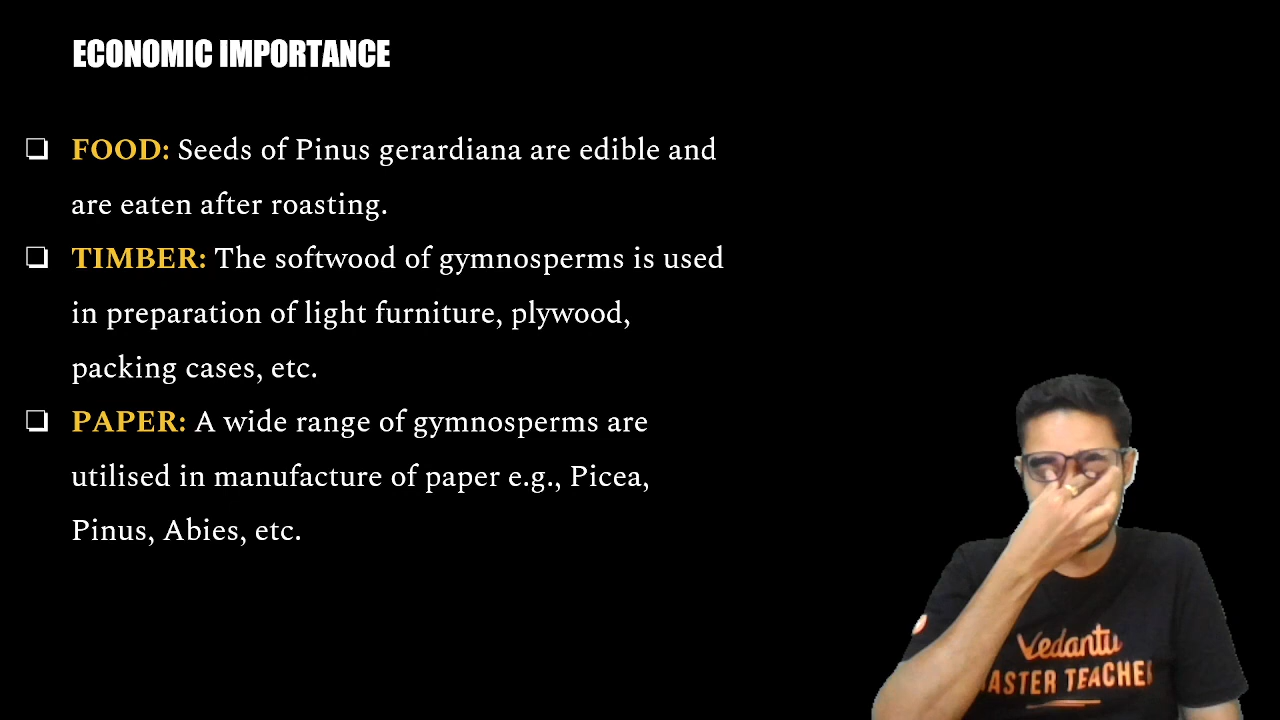 ECONOMIC IMPORTANCE
❏ FOOD: Seeds of Pinus gerardiana are edible and
are eaten after roasting.
❏ TIMBER: The softwood of gymnosperms is used
in preparation of light furniture, plywood,
packing cases, etc.
❏ PAPER: A wide range of gymnosperms are
utilised in manufacture of paper e.g., Picea,
Pinus, Abies, etc.
Vedantu
MASTER TEACHER